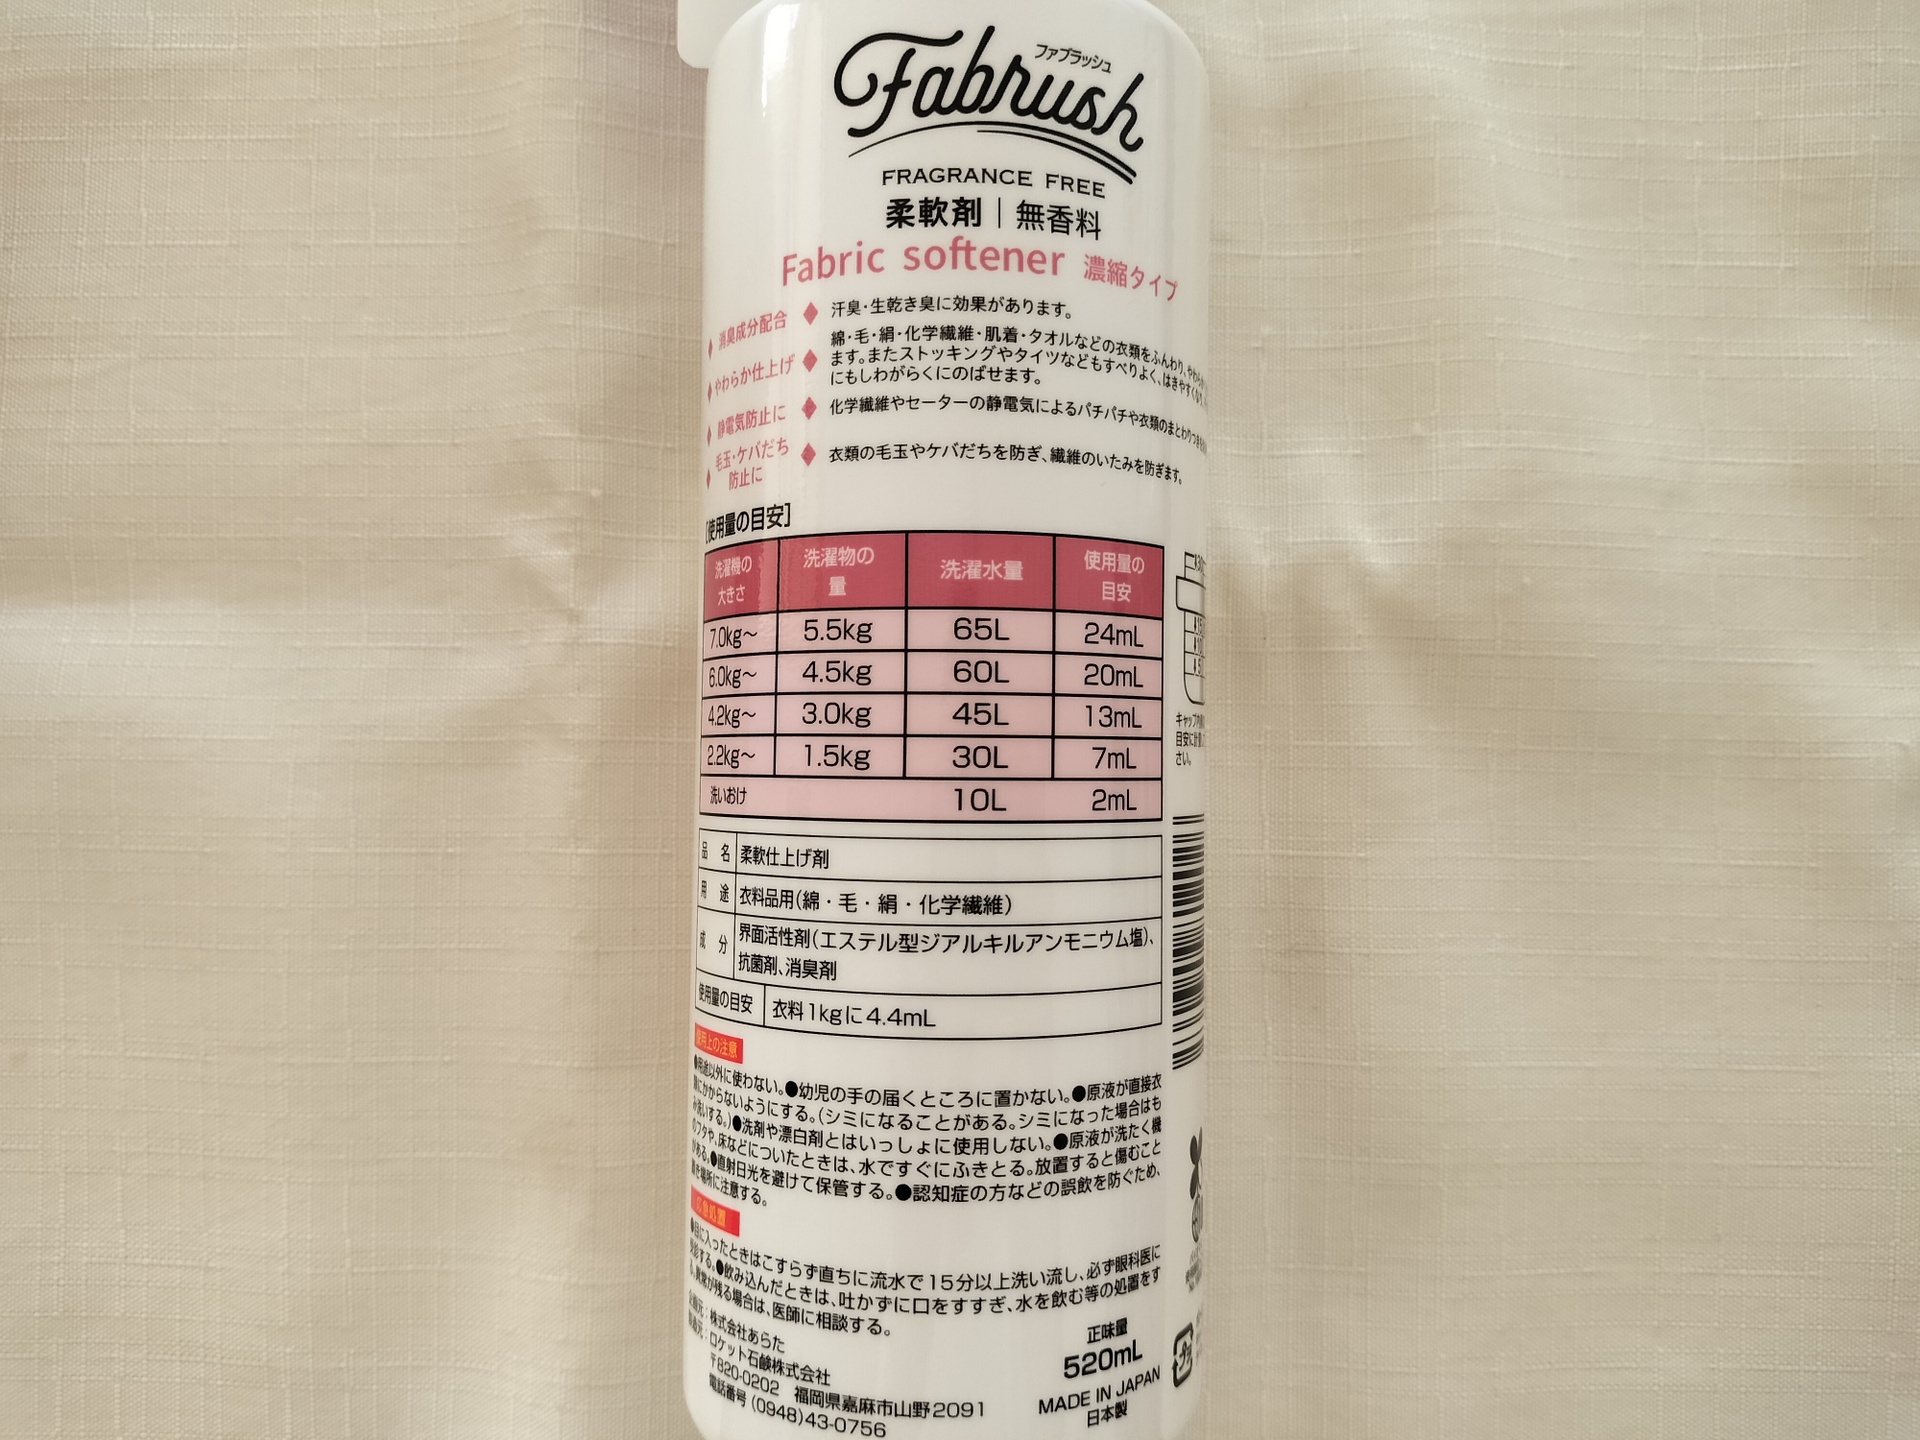 ファブラッシュ
Fabrush
FRAGRANCE FREE
柔軟剤｜無香料
Fabric softener 濃縮タイプ
消臭成分配合
汗臭・生乾き臭に効果があります。
やわらか仕上げ
綿・毛・絹・化学繊維・肌着・タオルなどの衣類をふんわり、やわら
ます。またストッキングやタイツなどもすべりよく、はきやすくなり
にもしわがらくにのばせます。
静電気防止に
化学繊維やセーターの静電気によるパチパチや衣類のまとわりつき
毛玉・ケバだち
防止に
衣類の毛玉やケバだちを防ぎ、繊維のいたみを防ぎます。
[使用量の目安]
洗濯機の大きさ 洗濯物の量 洗濯水量 使用量の目安
7.0kg〜 5.5kg 65L 24mL
6.0kg〜 4.5kg 60L 20mL
4.2kg〜 3.0kg 45L 13mL
2.2kg〜 1.5kg 30L 7mL
洗いおけ 10L 2mL
キャップ
目安に計
さい。
品名 柔軟仕上げ剤
用途 衣料品用(綿・毛・絹・化学繊維)
成分 界面活性剤(エステル型ジアルキルアンモニウム塩)、
抗菌剤、消臭剤
使用量の目安 衣料1kgに4.4mL
使用上の注意
●用途以外に使わない。●幼児の手の届くところに置かない。●原液が直接衣
類にかからないようにする。(シミになることがある。シミになった場合はも
み洗いする。)●洗剤や漂白剤とはいっしょに使用しない。●原液が洗たく機
のフタや、床などについたときは、水ですぐにふきとる。放置すると傷むこと
がある。●直射日光を避けて保管する。●認知症の方などの誤飲を防ぐため、
置き場所に注意する。
応急処置
●目に入ったときはこすらず直ちに流水で15分以上洗い流し、必ず眼科医に
受診する。●飲み込んだときは、吐かずに口をすすぎ、水を飲む等の処置をす
る。異常が残る場合は、医師に相談する。
株式会社あらた
ロケット石鹸株式会社
〒820-0202 福岡県嘉麻市山野2091
電話番号 (0948)43-0756
正味量
520mL
MADE IN JAPAN
日本製